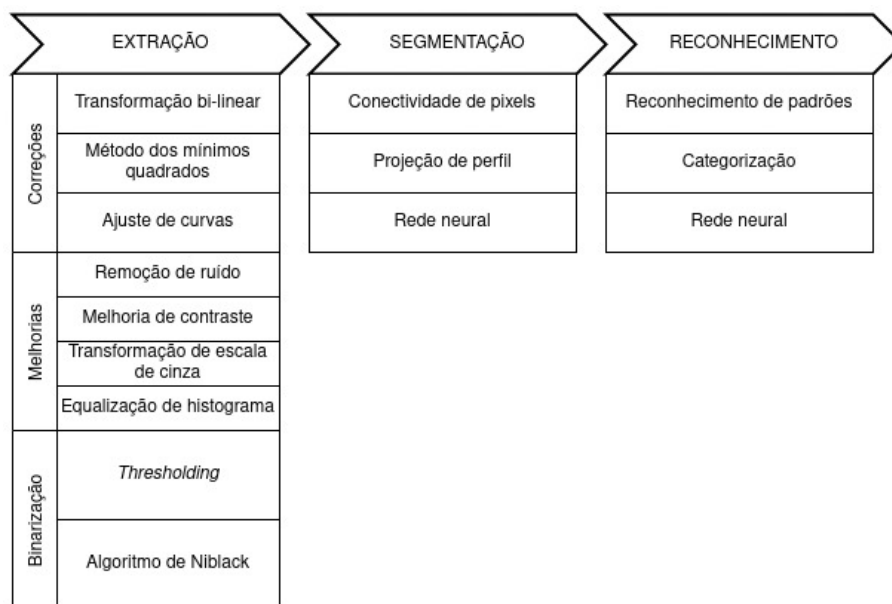 EXTRAÇÃO
SEGMENTAÇÃO
RECONHECIMENTO
Correções
Transformação bi-linear
Método dos mínimos
quadrados
Ajuste de curvas
Melhorias
Remoção de ruído
Melhoria de contraste
Transformação de escala
de cinza
Equalização de histograma
Binarização
Thresholding
Algoritmo de Niblack
Conectividade de pixels
Projeção de perfil
Rede neural
Reconhecimento de padrões
Categorização
Rede neural